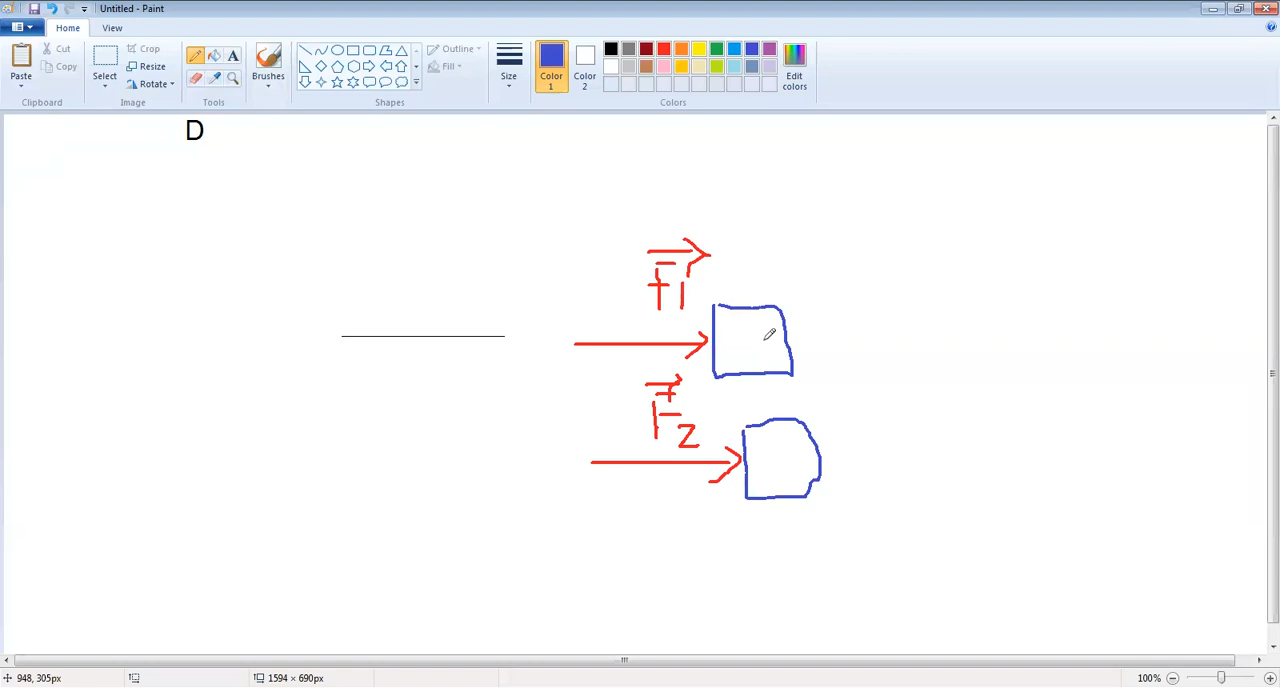 Untitled - Paint
Home View
Paste
Cut
Copy
Clipboard
Select
Crop
Resize
Rotate
Image
Tools
Brushes
Shapes
Outline
Fill
Size
Color 1
Color 2
Edit colors
Colors
D
F1
F2
948, 305px
1594 × 690px
100%